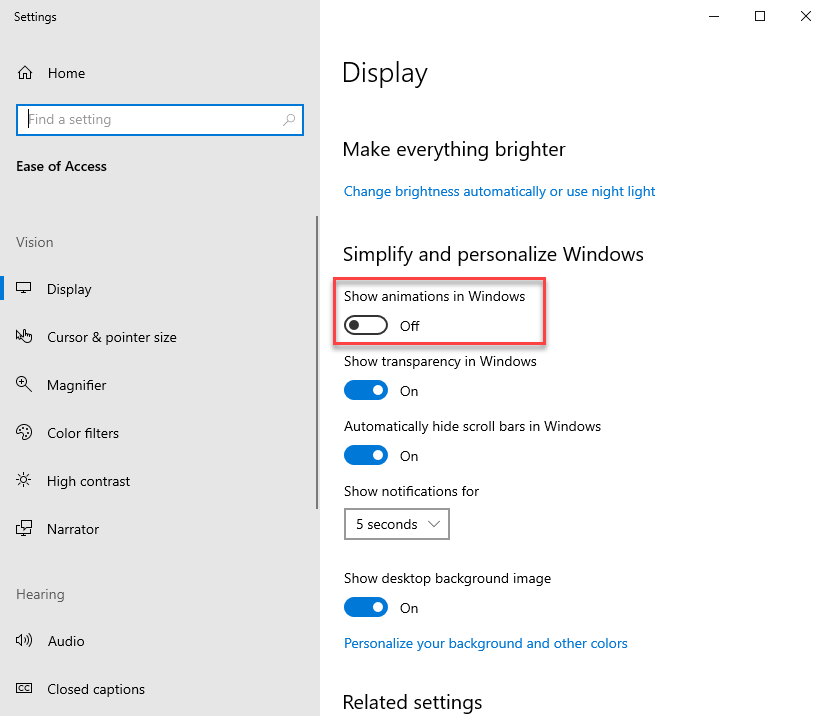 Settings
Home
Find a setting
Ease of Access
Vision
Display
Cursor & pointer size
Magnifier
Color filters
High contrast
Narrator
Hearing
Audio
Closed captions
Display
Make everything brighter
Change brightness automatically or use night light
Simplify and personalize Windows
Show animations in Windows
Off
Show transparency in Windows
On
Automatically hide scroll bars in Windows
On
Show notifications for
5 seconds
Show desktop background image
On
Personalize your background and other colors
Related settings